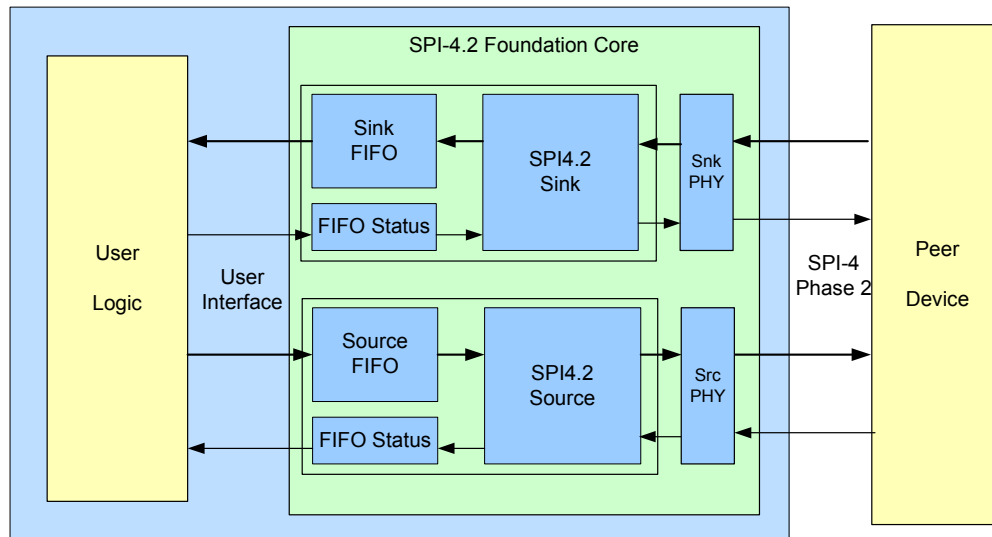 SPI-4.2 Foundation Core
Sink
FIFO
SPI4.2
Sink
Snk
PHY
FIFO Status
User
Logic
User
Interface
SPI-4
Phase 2
Peer
Device
Source
FIFO
SPI4.2
Source
Src
PHY
FIFO Status